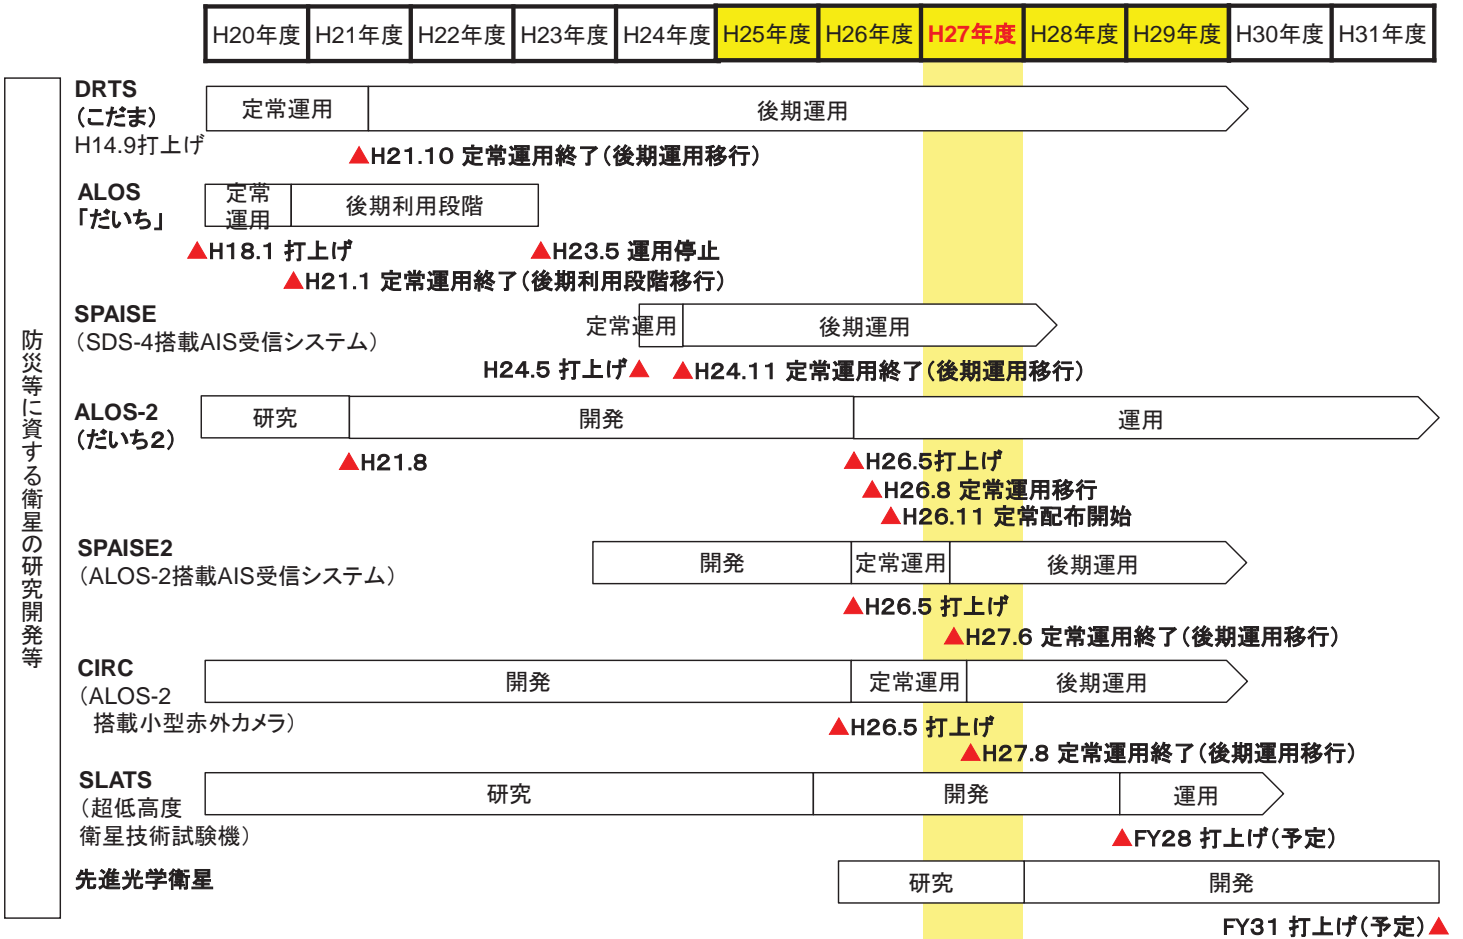 H20年度 H21年度 H22年度 H23年度 H24年度 H25年度 H26年度 H27年度 H28年度 H29年度 H30年度 H31年度
防災等に資する衛星の研究開発等
DRTS
(こだま)
H14.9打上げ
定常運用 後期運用
▲H21.10 定常運用終了(後期運用移行)
ALOS
「だいち」
定常
運用
後期利用段階
▲H18.1 打上げ
▲H23.5 運用停止
▲H21.1 定常運用終了(後期利用段階移行)
SPAISE
(SDS-4搭載AIS受信システム)
定常運用 後期運用
H24.5 打上げ▲
▲H24.11 定常運用終了(後期運用移行)
ALOS-2
(だいち2)
研究 開発 運用
▲H21.8
▲H26.5打上げ
▲H26.8 定常運用移行
▲H26.11 定常配布開始
SPAISE2
(ALOS-2搭載AIS受信システム)
開発 定常運用 後期運用
▲H26.5 打上げ
▲H27.6 定常運用終了(後期運用移行)
CIRC
(ALOS-2
搭載小型赤外カメラ)
開発 定常運用 後期運用
▲H26.5 打上げ
▲H27.8 定常運用終了(後期運用移行)
SLATS
(超低高度
衛星技術試験機)
研究 開発 運用
▲FY28 打上げ(予定)
先進光学衛星
研究 開発
FY31 打上げ(予定)▲